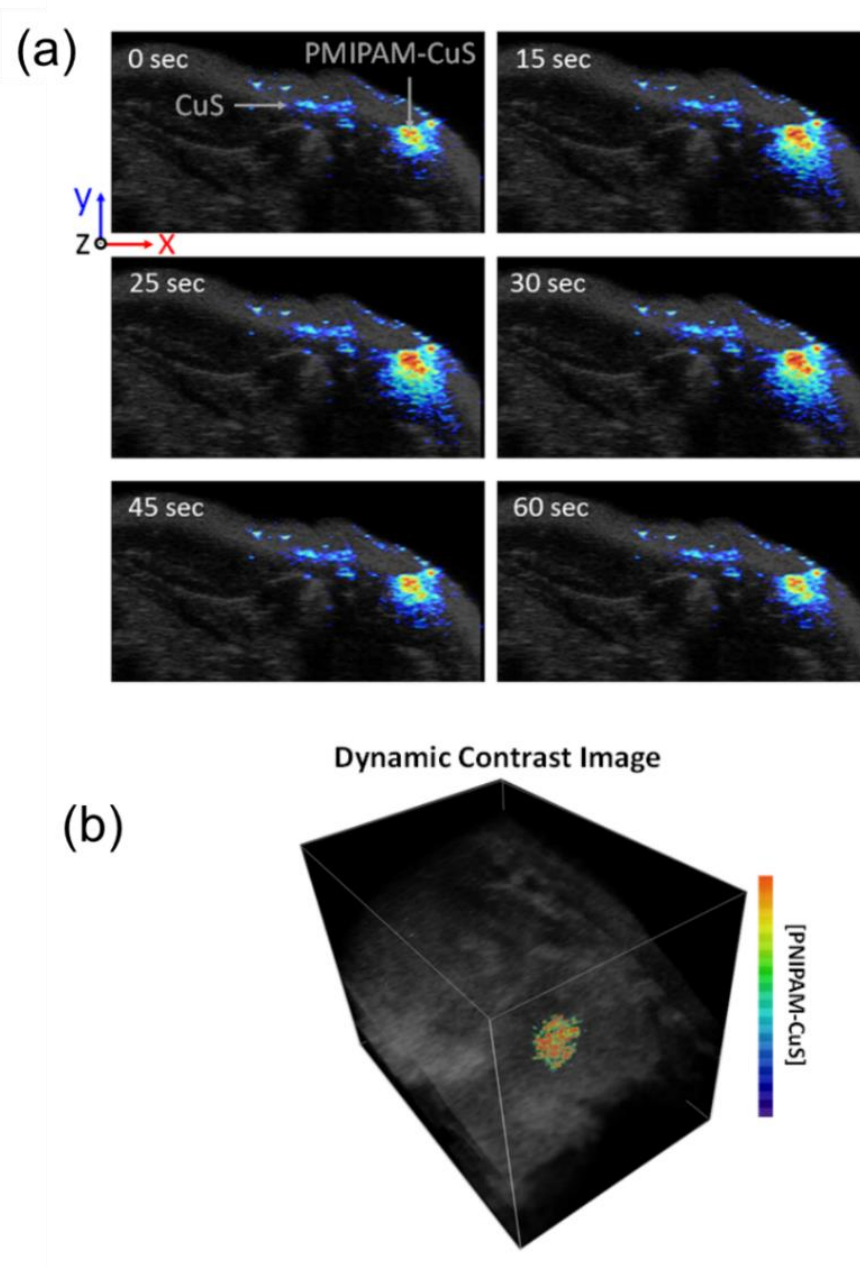 (a)
0 sec
PMIPAM-CuS
CuS
15 sec
y
z
x
25 sec
30 sec
45 sec
60 sec
Dynamic Contrast Image
(b)
[PNIPAM-CuS]